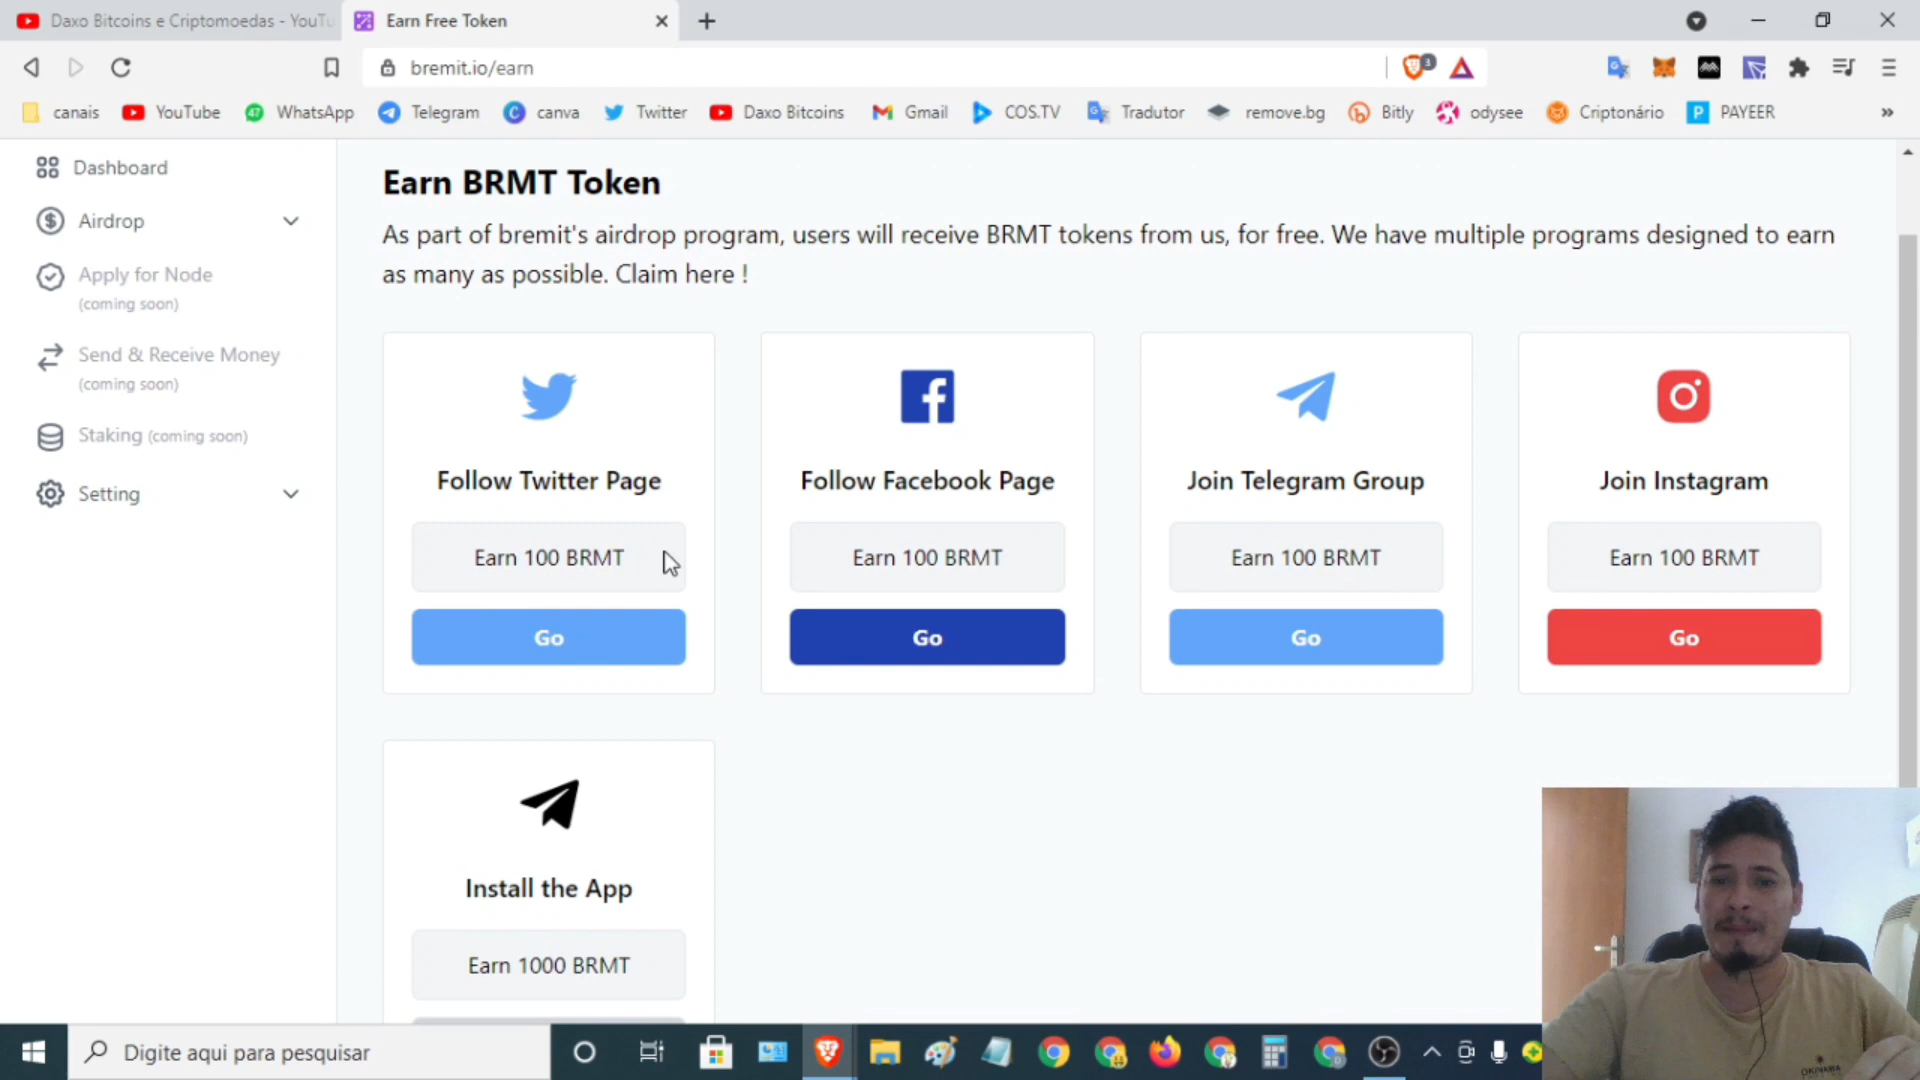 Daxo Bitcoins e Criptomoedas - YouTu
Earn Free Token
bremit.io/earn
3
canais
YouTube
47
WhatsApp
Telegram
canva
Twitter
Daxo Bitcoins
Gmail
COS.TV
Tradutor
remove.bg
Bitly
odysee
Criptonário
PAYEER
Dashboard
Airdrop
Apply for Node
(coming soon)
Send & Receive Money
(coming soon)
Staking (coming soon)
Setting
Earn BRMT Token
As part of bremit's airdrop program, users will receive BRMT tokens from us, for free. We have multiple programs designed to earn
as many as possible. Claim here !
Follow Twitter Page
Earn 100 BRMT
Go
Follow Facebook Page
Earn 100 BRMT
Go
Join Telegram Group
Earn 100 BRMT
Go
Join Instagram
Earn 100 BRMT
Go
Install the App
Earn 1000 BRMT
OKINAWA
Digite aqui para pesquisar